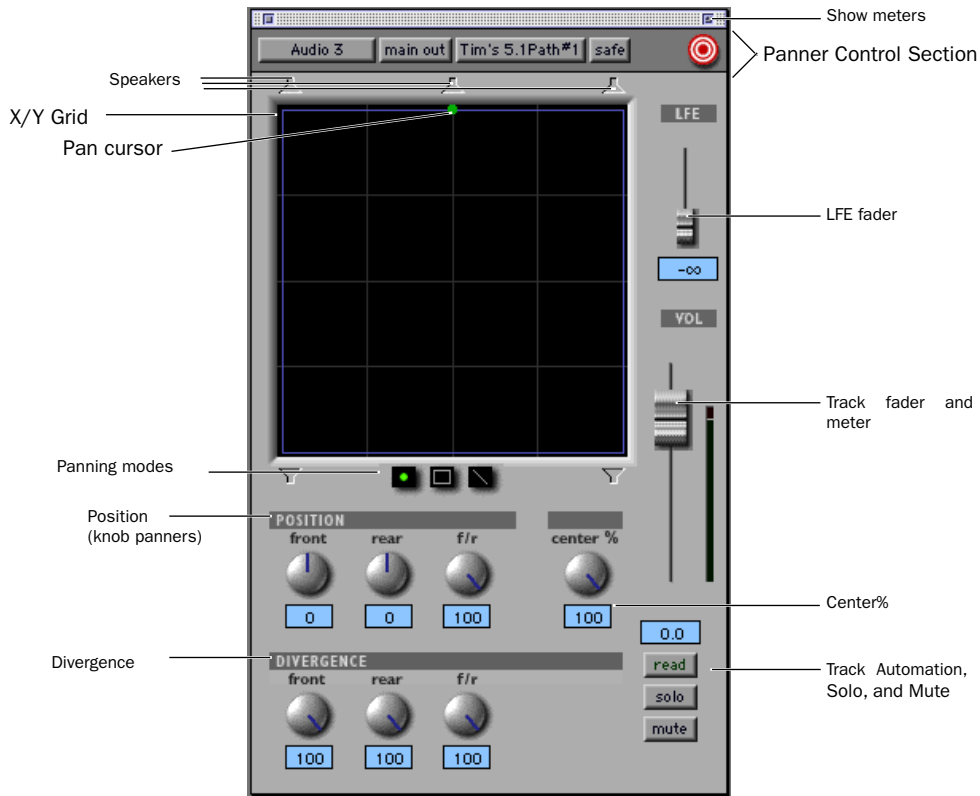 Show meters
Audio 3
main out
Tim's 5.1Path#1
safe
Panner Control Section
Speakers
X/Y Grid
LFE
Pan cursor
LFE fader
-∞
VOL
Track fader and
meter
Panning modes
Position
(knob panners)
POSITION
front
rear
f/r
center %
0
0
100
100
Center%
0.0
Divergence
DIVERGENCE
read
Track Automation,
Solo, and Mute
front
rear
f/r
solo
mute
100
100
100